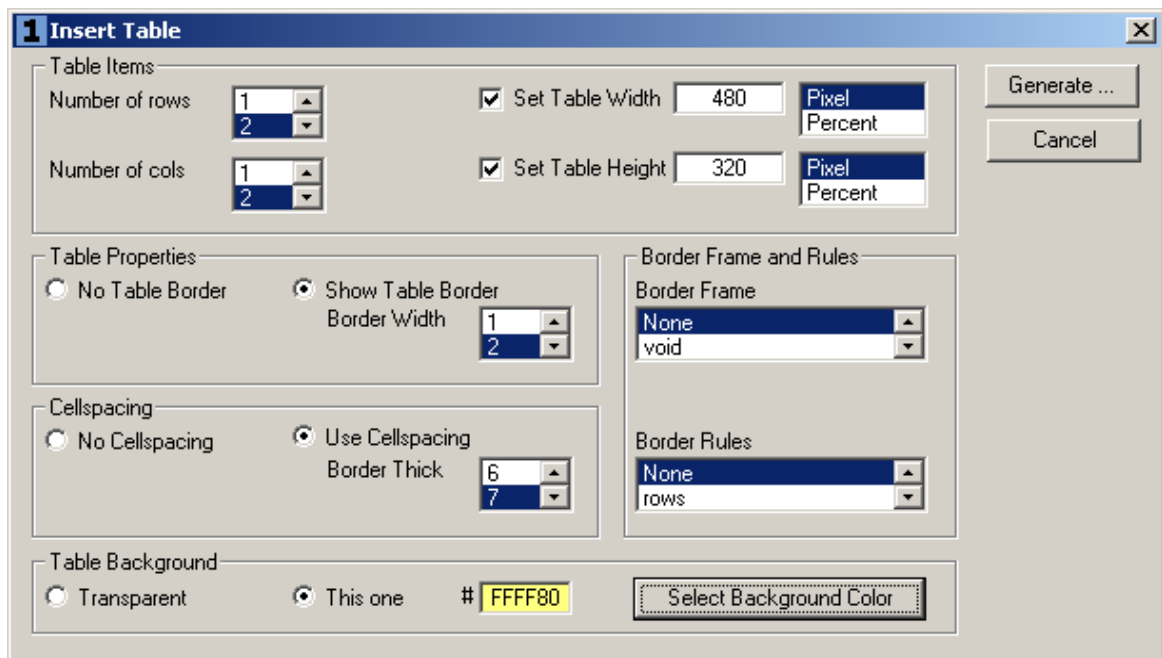 1 Insert Table
Table Items
Number of rows
1
2
Set Table Width 480
Pixel
Percent
Generate ...
Cancel
Number of cols
1
2
Set Table Height 320
Pixel
Percent
Table Properties
No Table Border
Show Table Border
Border Width
1
2
Border Frame and Rules
Border Frame
None
void
Cellspacing
No Cellspacing
Use Cellspacing
Border Thick
6
7
Border Rules
None
rows
Table Background
Transparent
This one
# FFFF80
Select Background Color